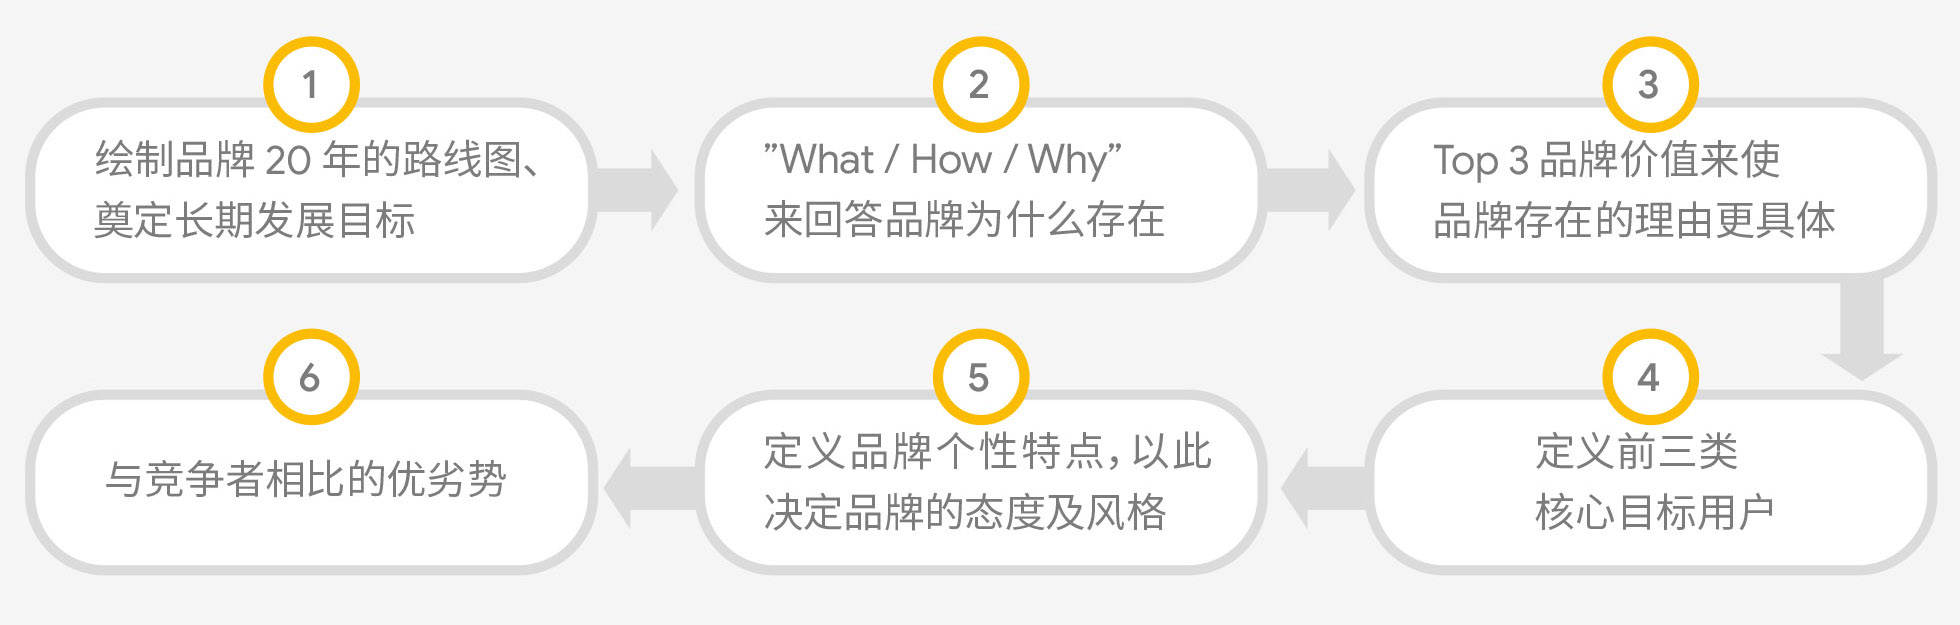 1
绘制品牌 20 年的路线图、
奠定长期发展目标
2
”What / How / Why”
来回答品牌为什么存在
3
Top 3 品牌价值来使
品牌存在的理由更具体
4
定义前三类
核心目标用户
5
定义品牌个性特点，以此
决定品牌的态度及风格
6
与竞争者相比的优劣势